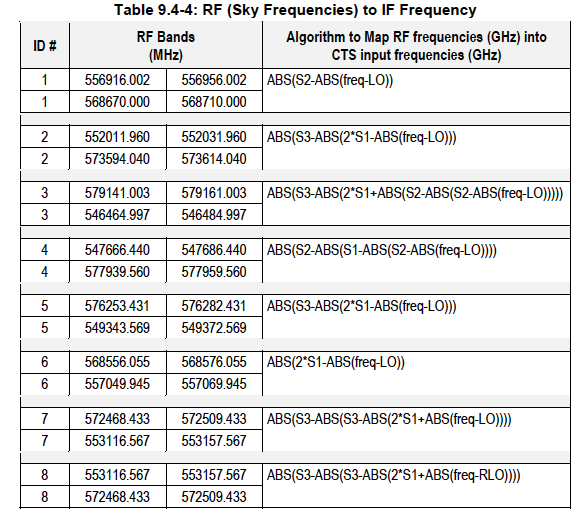 Table 9.4-4: RF (Sky Frequencies) to IF Frequency
ID # RF Bands (MHz) Algorithm to Map RF frequencies (GHz) into CTS input frequencies (GHz)
1 556916.002 556956.002 ABS(S2-ABS(freq-LO))
1 568670.000 568710.000
2 552011.960 552031.960 ABS(S3-ABS(2*S1-ABS(freq-LO)))
2 573594.040 573614.040
3 579141.003 579161.003 ABS(S3-ABS(2*S1+ABS(S2-ABS(S2-ABS(freq-LO)))))
3 546464.997 546484.997
4 547666.440 547686.440 ABS(S2-ABS(S1-ABS(S2-ABS(freq-LO))))
4 577939.560 577959.560
5 576253.431 576282.431 ABS(S3-ABS(2*S1-ABS(freq-LO)))
5 549343.569 549372.569
6 568556.055 568576.055 ABS(2*S1-ABS(freq-LO))
6 557049.945 557069.945
7 572468.433 572509.433 ABS(S3-ABS(S3-ABS(2*S1+ABS(freq-LO))))
7 553116.567 553157.567
8 553116.567 553157.567 ABS(S3-ABS(S3-ABS(2*S1+ABS(freq-RLO))))
8 572468.433 572509.433